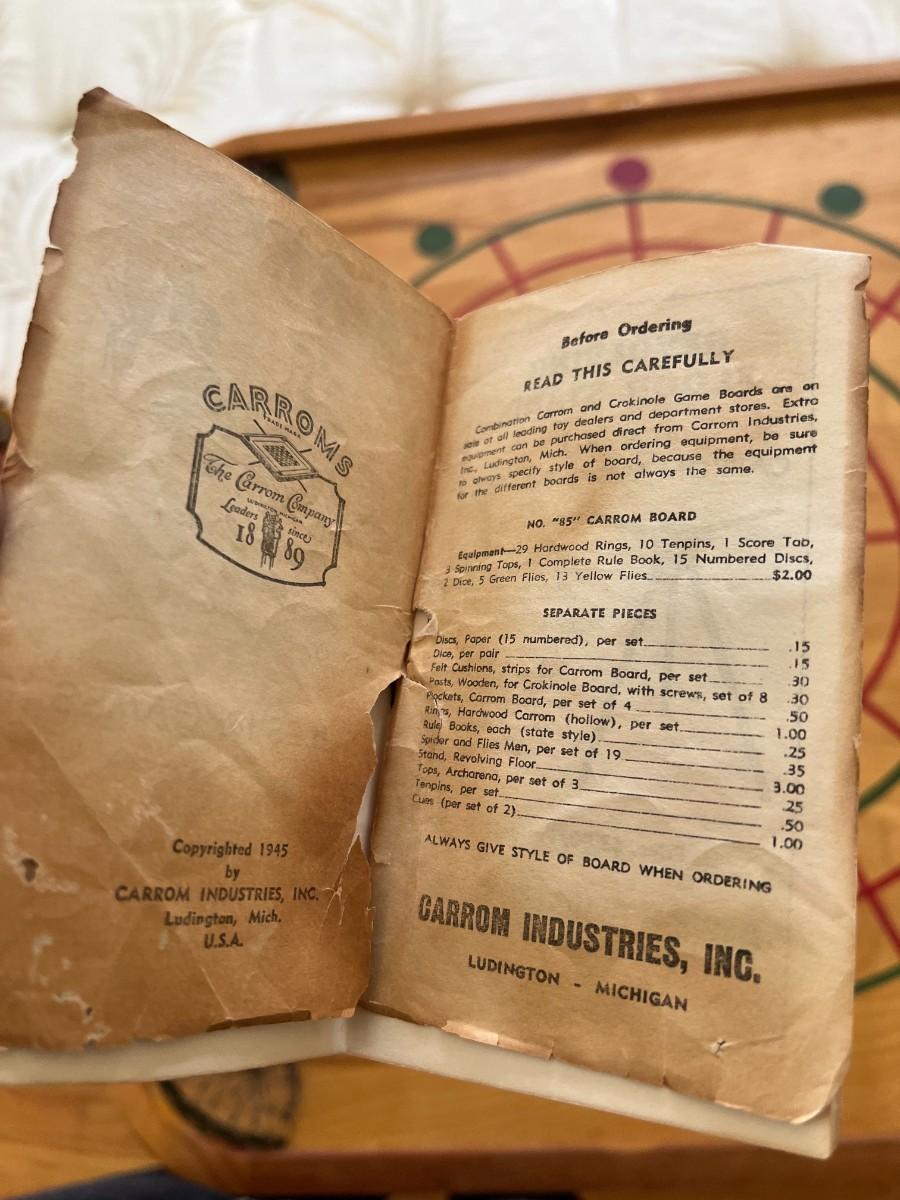 CARROMS
TRADE MARK
The Carrom Company
LUDINGTON MICHIGAN
Leaders since
18 89
Copyrighted 1945
by
CARROM INDUSTRIES, INC.
Ludington, Mich.
U.S.A.
Before Ordering
READ THIS CAREFULLY
Combination Carrom and Crokinole Game Boards are on
sale at all leading toy dealers and department stores. Extra
equipment can be purchased direct from Carrom Industries,
Inc., Ludington, Mich. When ordering equipment, be sure
to always specify style of board, because the equipment
for the different boards is not always the same.
NO. "85" CARROM BOARD
Equipment—29 Hardwood Rings, 10 Tenpins, 1 Score Tab,
3 Spinning Tops, 1 Complete Rule Book, 15 Numbered Discs,
2 Dice, 5 Green Flies, 13 Yellow Flies $2.00
SEPARATE PIECES
Discs, Paper (15 numbered), per set .15
Dice, per pair .15
Felt Cushions, strips for Carrom Board, per set .30
Posts, Wooden, for Crokinole Board, with screws, set of 8 .30
Pockets, Carrom Board, per set of 4 .50
Rings, Hardwood Carrom (hollow), per set 1.00
Rule Books, each (state style) .25
Spider and Flies Men, per set of 19 .35
Stand, Revolving Floor 3.00
Tops, Archarena, per set of 3 .25
Tenpins, per set .50
Cues (per set of 2) 1.00
ALWAYS GIVE STYLE OF BOARD WHEN ORDERING
CARROM INDUSTRIES, INC.
LUDINGTON - MICHIGAN